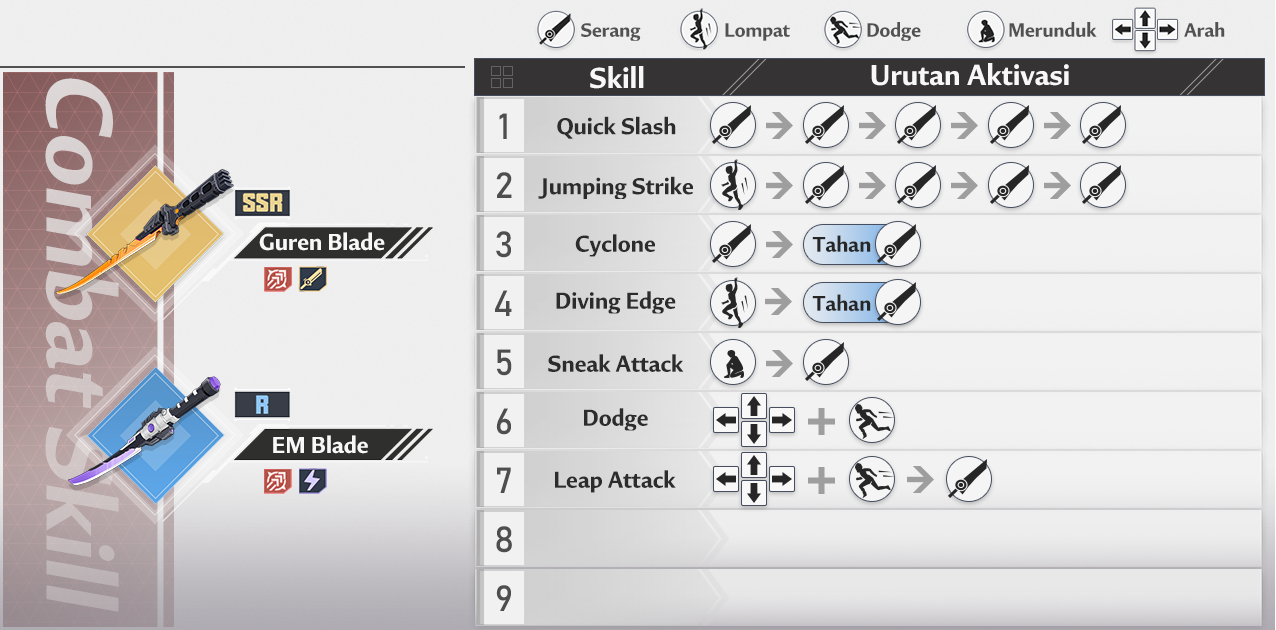 Serang
Lompat
Dodge
Merunduk
Arah
Combat Skill
SSR
Guren Blade
R
EM Blade
Skill
Urutan Aktivasi
1 Quick Slash
2 Jumping Strike
3 Cyclone Tahan
4 Diving Edge Tahan
5 Sneak Attack
6 Dodge
7 Leap Attack
8
9